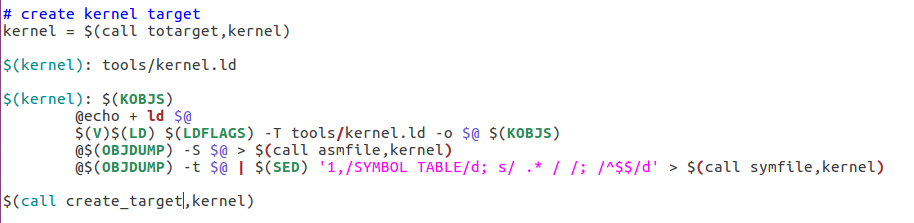 # create kernel target
kernel = $(call totarget,kernel)
$(kernel): tools/kernel.ld
$(kernel): $(KOBJS)
@echo + ld $@
$(V)$(LD) $(LDFLAGS) -T tools/kernel.ld -o $@ $(KOBJS)
@$(OBJDUMP) -S $@ > $(call asmfile,kernel)
@$(OBJDUMP) -t $@ | $(SED) '1,/SYMBOL TABLE/d; s/ .* / /; /^$$/d' > $(call symfile,kernel)
$(call create_target,kernel)